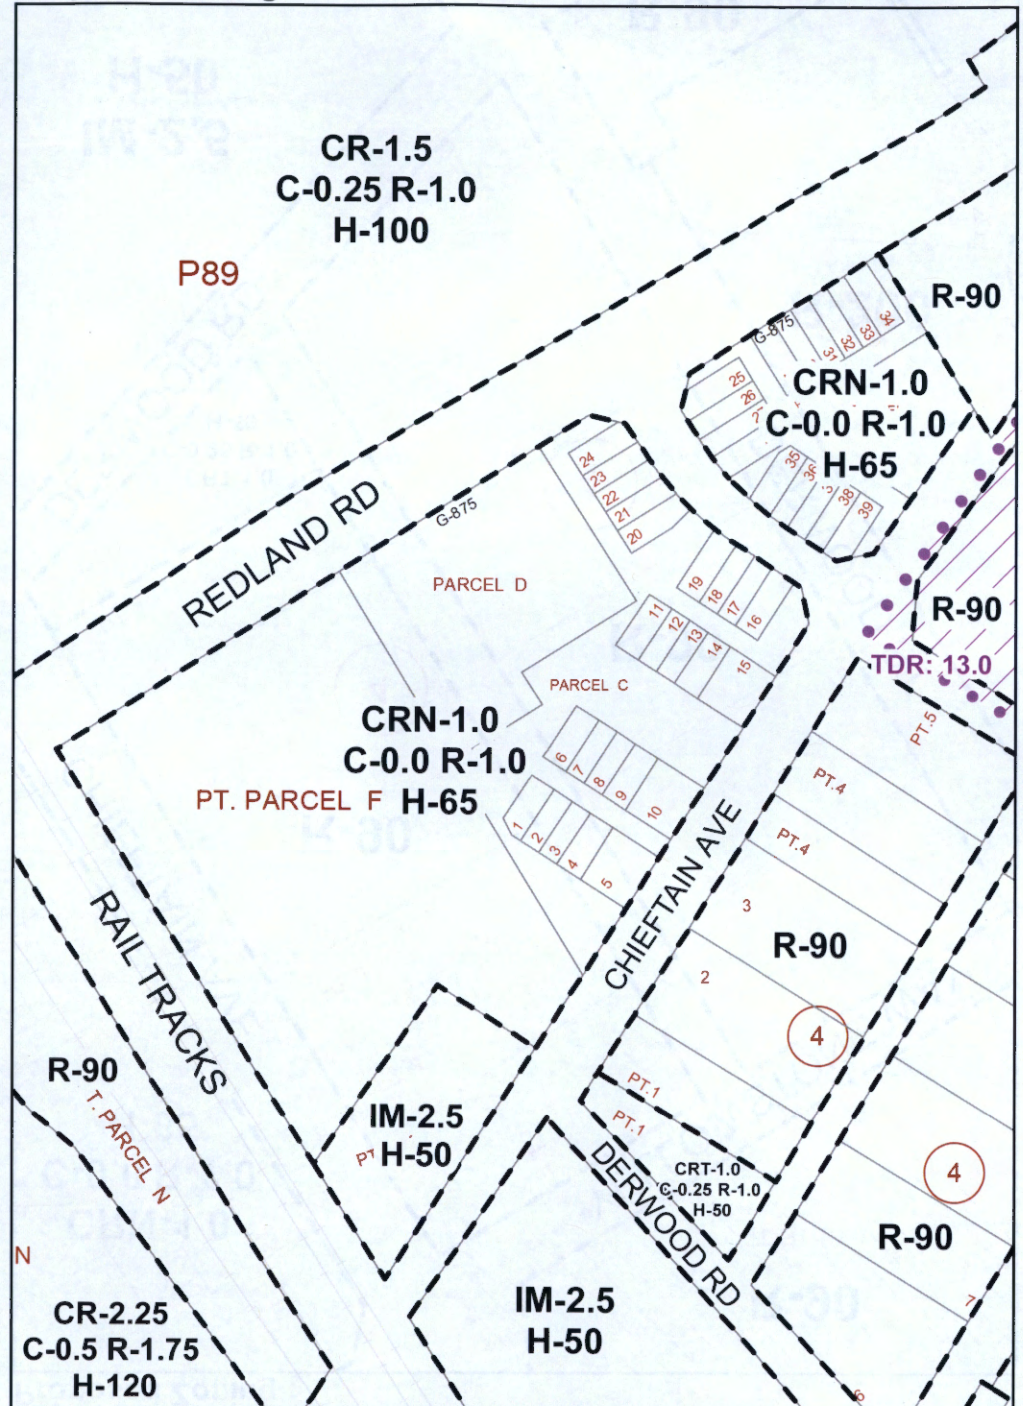 CR-1.5
C-0.25 R-1.0
H-100
P89
R-90
G-875
34
33
32
31
25
26
CRN-1.0
C-0.0 R-1.0
H-65
35
36
38
39
24
23
22
21
20
REDLAND RD
G-875
PARCEL D
19
18
17
16
11
12
13
14
15
R-90
TDR: 13.0
PARCEL C
PT.5
CRN-1.0
C-0.0 R-1.0
PT. PARCEL F H-65
6
7
8
9
10
1
2
3
4
5
PT.4
PT.4
CHIEFTAIN AVE
3
R-90
2
4
RAIL TRACKS
R-90
T. PARCEL N
IM-2.5
H-50
PT.1
PT.1
CRT-1.0
C-0.25 R-1.0
H-50
DERWOOD RD
4
R-90
N
7
CR-2.25
C-0.5 R-1.75
H-120
IM-2.5
H-50